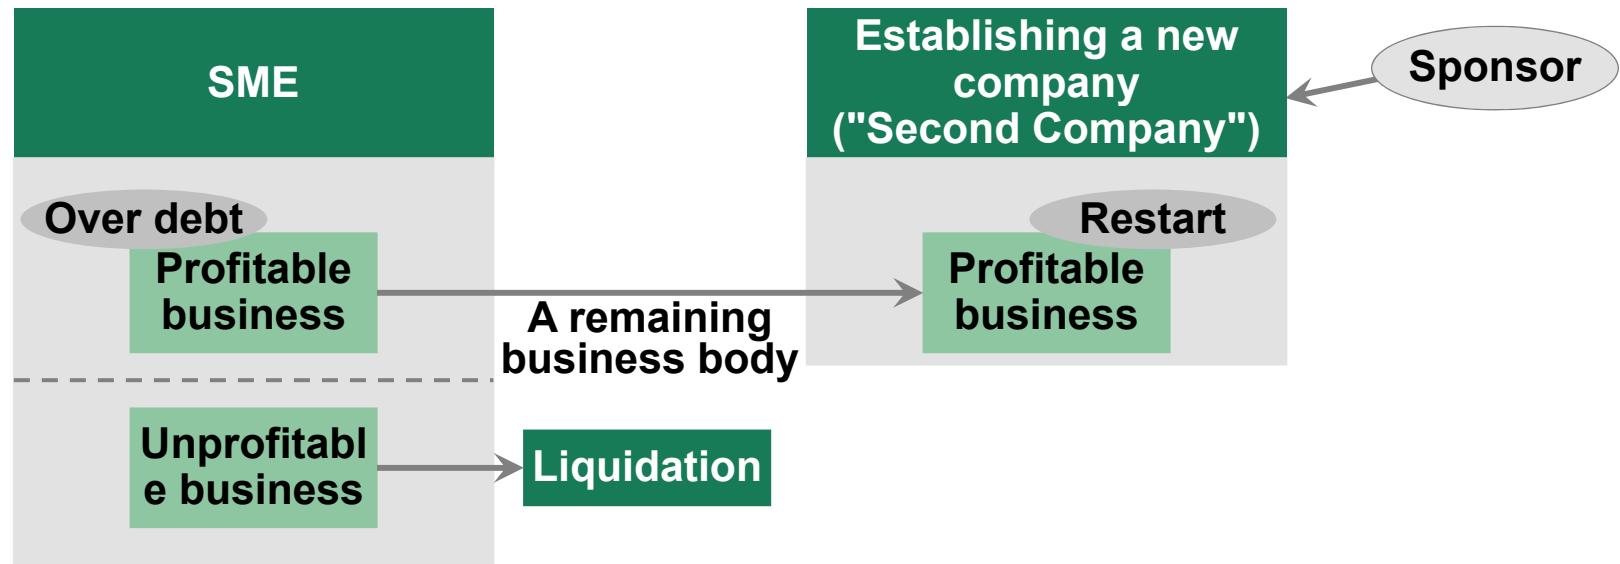 SME
Establishing a new
company
("Second Company")
Sponsor
Over debt
Profitable
business
A remaining
business body
Restart
Profitable
business
Unprofitabl
e business
Liquidation